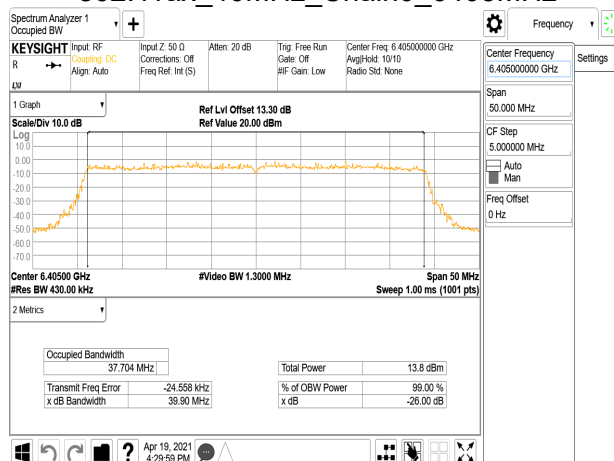 Spectrum Analyzer 1
Occupied BW
Frequency
KEYSIGHT
R
LXI
Input: RF
Coupling: DC
Align: Auto
Input Z: 50 Ω
Corrections: Off
Freq Ref: Int (S)
Atten: 20 dB
Trig: Free Run
Gate: Off
#IF Gain: Low
Center Freq: 6.405000000 GHz
Avg|Hold: 10/10
Radio Std: None
Center Frequency
6.405000000 GHz
Settings
Span
50.000 MHz
CF Step
5.000000 MHz
Auto
Man
Freq Offset
0 Hz
1 Graph
Scale/Div 10.0 dB
Ref Lvl Offset 13.30 dB
Ref Value 20.00 dBm
Log
10.0
0.00
-10.0
-20.0
-30.0
-40.0
-50.0
-60.0
-70.0
Center 6.40500 GHz
#Video BW 1.3000 MHz
Span 50 MHz
#Res BW 430.00 kHz
Sweep 1.00 ms (1001 pts)
2 Metrics
Occupied Bandwidth
37.704 MHz
Total Power 13.8 dBm
Transmit Freq Error -24.558 kHz
% of OBW Power 99.00 %
x dB Bandwidth 39.90 MHz
x dB -26.00 dB
?
Apr 19, 2021
4:29:59 PM